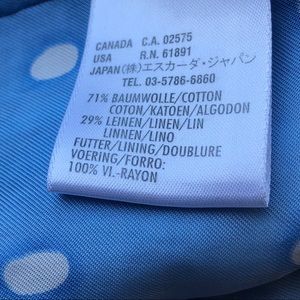 CANADA C.A. 02575
USA R.N. 61891
JAPAN(株)エスカーダ・ジャパン
TEL. 03-5786-6860
71% BAUMWOLLE/COTTON
COTON/KATOEN/ALGODON
29% LEINEN/LINEN/LIN
LINNEN/LINO
FUTTER/LINING/DOUBLURE
VOERING/FORRO:
100% VI.-RAYON